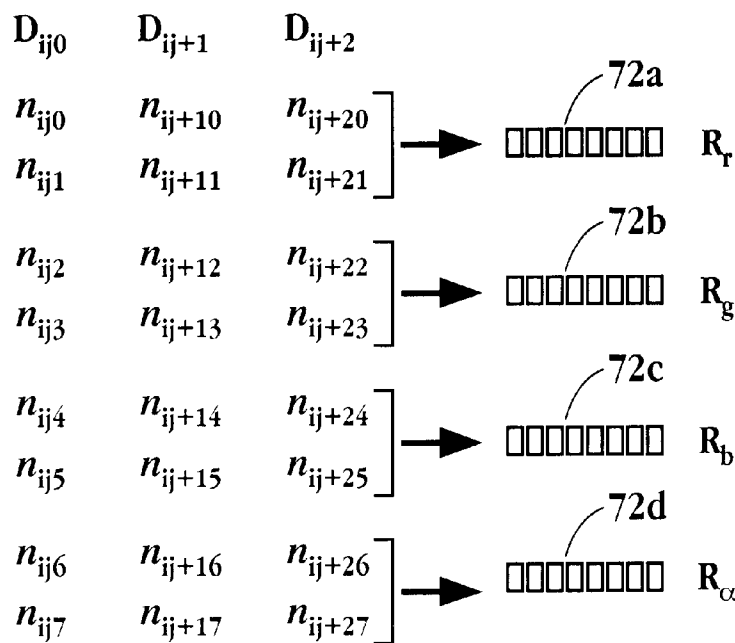 D_ij0 D_ij+1 D_ij+2
72a
n_ij0 n_ij+10 n_ij+20
R_r
n_ij1 n_ij+11 n_ij+21
72b
n_ij2 n_ij+12 n_ij+22
R_g
n_ij3 n_ij+13 n_ij+23
72c
n_ij4 n_ij+14 n_ij+24
R_b
n_ij5 n_ij+15 n_ij+25
72d
n_ij6 n_ij+16 n_ij+26
R_α
n_ij7 n_ij+17 n_ij+27